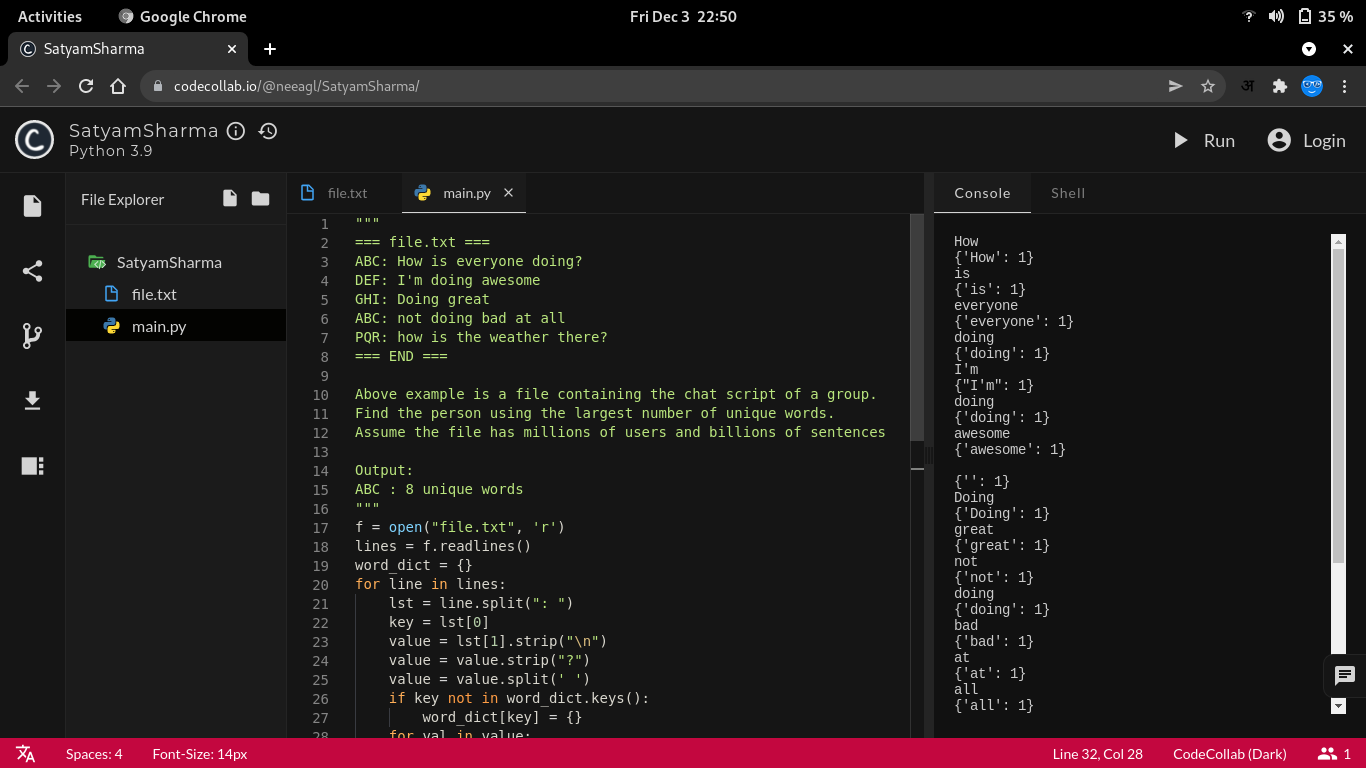 Activities Google Chrome Fri Dec 3 22:50 35 %
SatyamSharma
codecollab.io/@neeagl/SatyamSharma/ अ
SatyamSharma
Python 3.9
Run Login
File Explorer
SatyamSharma
file.txt
main.py
file.txt main.py
1 """
2 === file.txt ===
3 ABC: How is everyone doing?
4 DEF: I'm doing awesome
5 GHI: Doing great
6 ABC: not doing bad at all
7 PQR: how is the weather there?
8 === END ===
9
10 Above example is a file containing the chat script of a group.
11 Find the person using the largest number of unique words.
12 Assume the file has millions of users and billions of sentences
13
14 Output:
15 ABC : 8 unique words
16 """
17 f = open("file.txt", 'r')
18 lines = f.readlines()
19 word_dict = {}
20 for line in lines:
21     lst = line.split(": ")
22     key = lst[0]
23     value = lst[1].strip("\n")
24     value = value.strip("?")
25     value = value.split(' ')
26     if key not in word_dict.keys():
27         word_dict[key] = {}
28     for val in value:
Console Shell
How
{'How': 1}
is
{'is': 1}
everyone
{'everyone': 1}
doing
{'doing': 1}
I'm
{"I'm": 1}
doing
{'doing': 1}
awesome
{'awesome': 1}

{'': 1}
Doing
{'Doing': 1}
great
{'great': 1}
not
{'not': 1}
doing
{'doing': 1}
bad
{'bad': 1}
at
{'at': 1}
all
{'all': 1}
Spaces: 4 Font-Size: 14px Line 32, Col 28 CodeCollab (Dark) 1